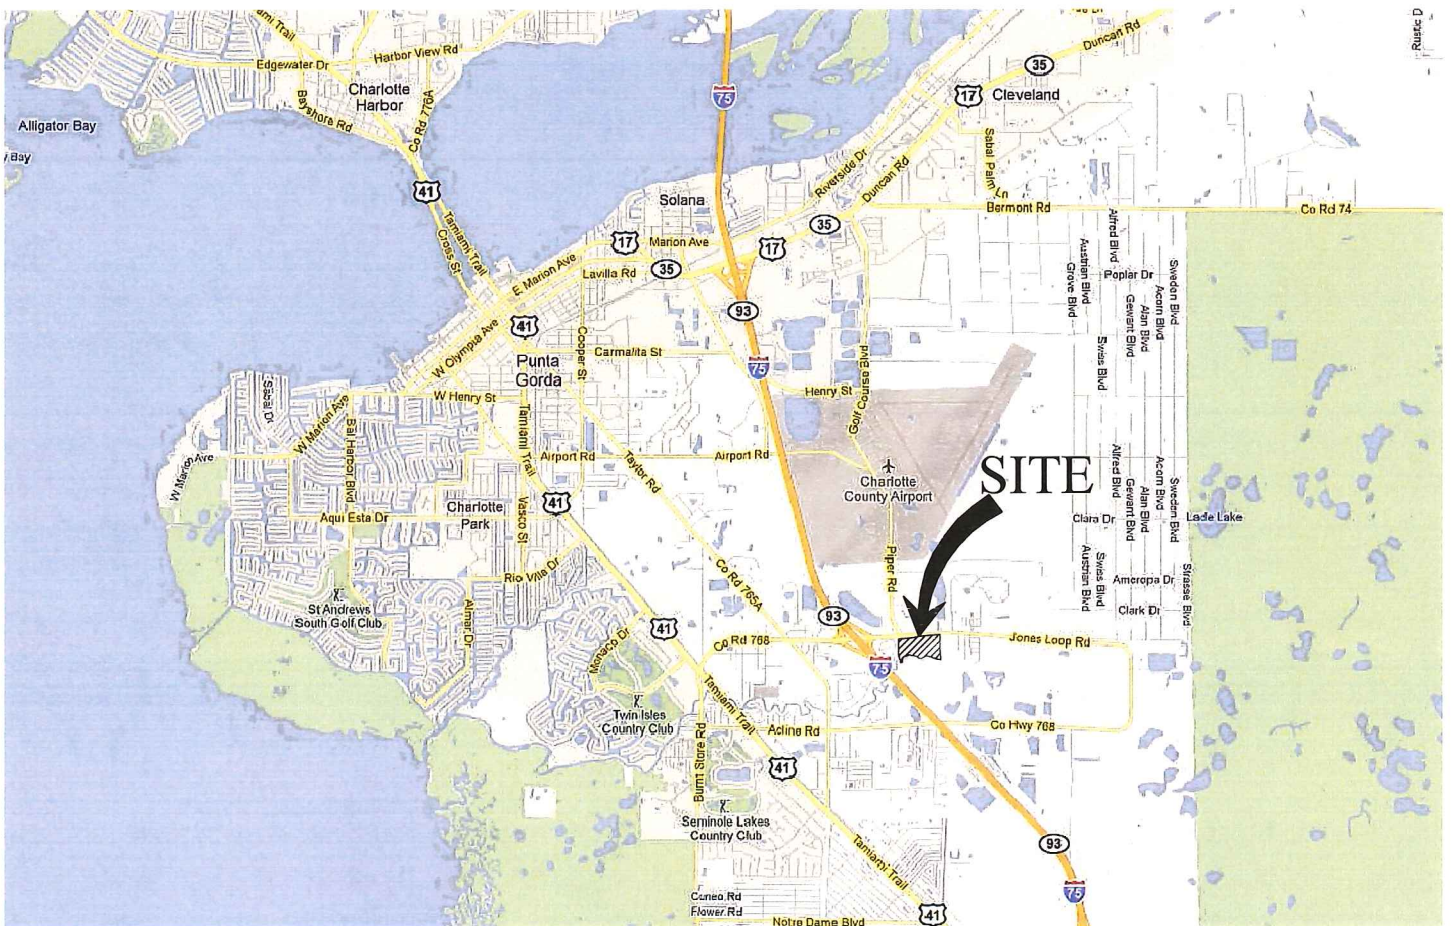 ami Trail
Harbor View Rd
Edgewater Dr
Charlotte
Harbor
Bayshore Rd
Co Rd 776A
Alligator Bay
Bay
41
Tamiami Trail
Cross St
75
35
Duncan Rd
17
Cleveland
Rustic D
Sabal Palm Ln
Riverside Dr
Duncan Rd
Bermont Rd
Co Rd 74
Solana
35
17
Marion Ave
17
E. Marion Ave
Lavilla Rd
35
93
Alfred Blvd
Austrian Blvd
Grove Blvd
Poplar Dr
Sweden Blvd
Acorn Blvd
Alan Blvd
Gewant Blvd
Swiss Blvd
41
W Olympia Ave
Cooper St
Carmalita St
75
Punta
Gorda
Golf Course Blvd
Henry St
W Henry St
Sabal Dr
W Marion Ave
Bal Harbor Blvd
Tamiami Trail
W Marion Ave
Airport Rd
Taylor Rd
Airport Rd
Charlotte
County Airport
SITE
Alfred Blvd
Gewant Blvd
Alan Blvd
Acorn Blvd
Sweden Blvd
41
Charlotte
Park
Vasco St
Aqui Esta Dr
Clara Dr
Lade Lake
Rio Villa Dr
Co Rd 765A
Piper Rd
Swiss Blvd
Austrian Blvd
Ameropa Dr
Strasse Blvd
Clark Dr
St Andrews
South Golf Club
Almar Dr
Monaco Dr
41
93
Co Rd 768
Jones Loop Rd
75
Twin Isles
Country Club
Tamiami Trail
Burnt Store Rd
Acline Rd
Co Hwy 768
41
Seminole Lakes
Country Club
Tamiami Trail
93
75
Flower Rd
41
Notre Dame Blvd